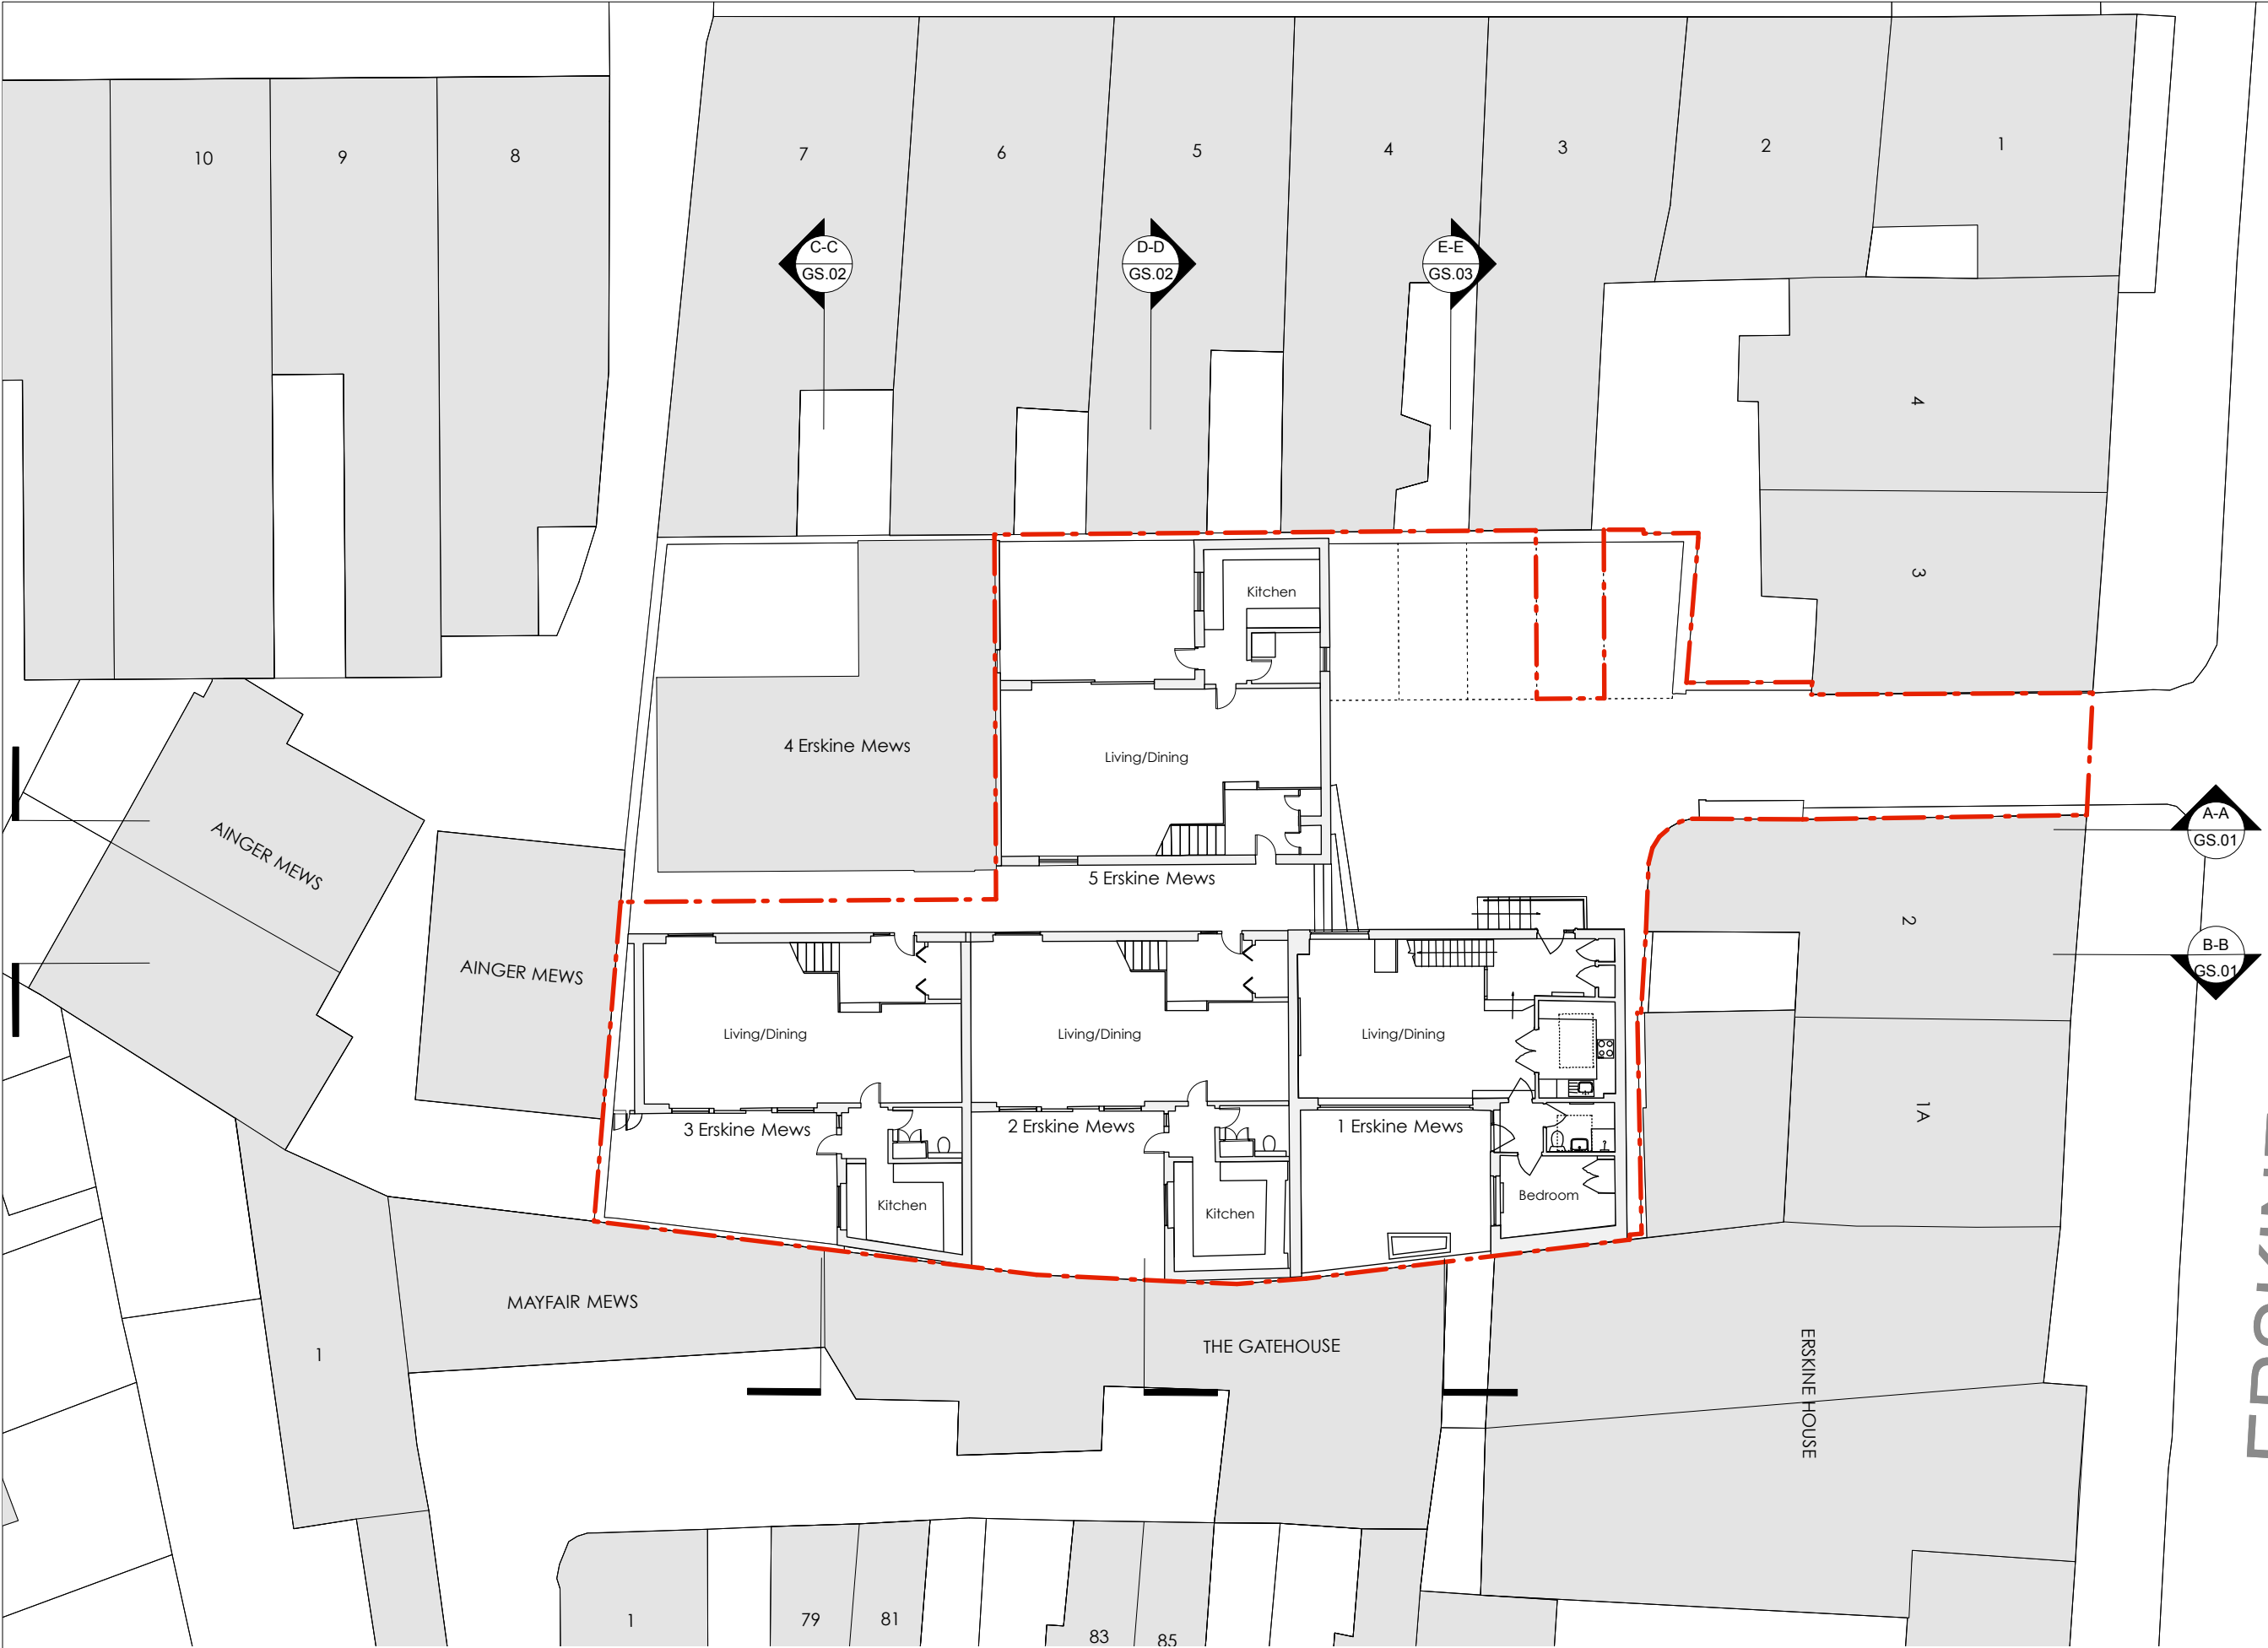 10
9
8
7
6
5
4
3
2
1
C-C
GS.02
D-D
GS.02
E-E
GS.03
4
3
Kitchen
4 Erskine Mews
Living/Dining
A-A
GS.01
AINGER MEWS
5 Erskine Mews
2
B-B
GS.01
AINGER MEWS
Living/Dining
Living/Dining
Living/Dining
1A
3 Erskine Mews
2 Erskine Mews
1 Erskine Mews
Kitchen
Kitchen
Bedroom
MAYFAIR MEWS
THE GATEHOUSE
1
ERSKINE HOUSE
ERSKINE
1
79
81
83
85